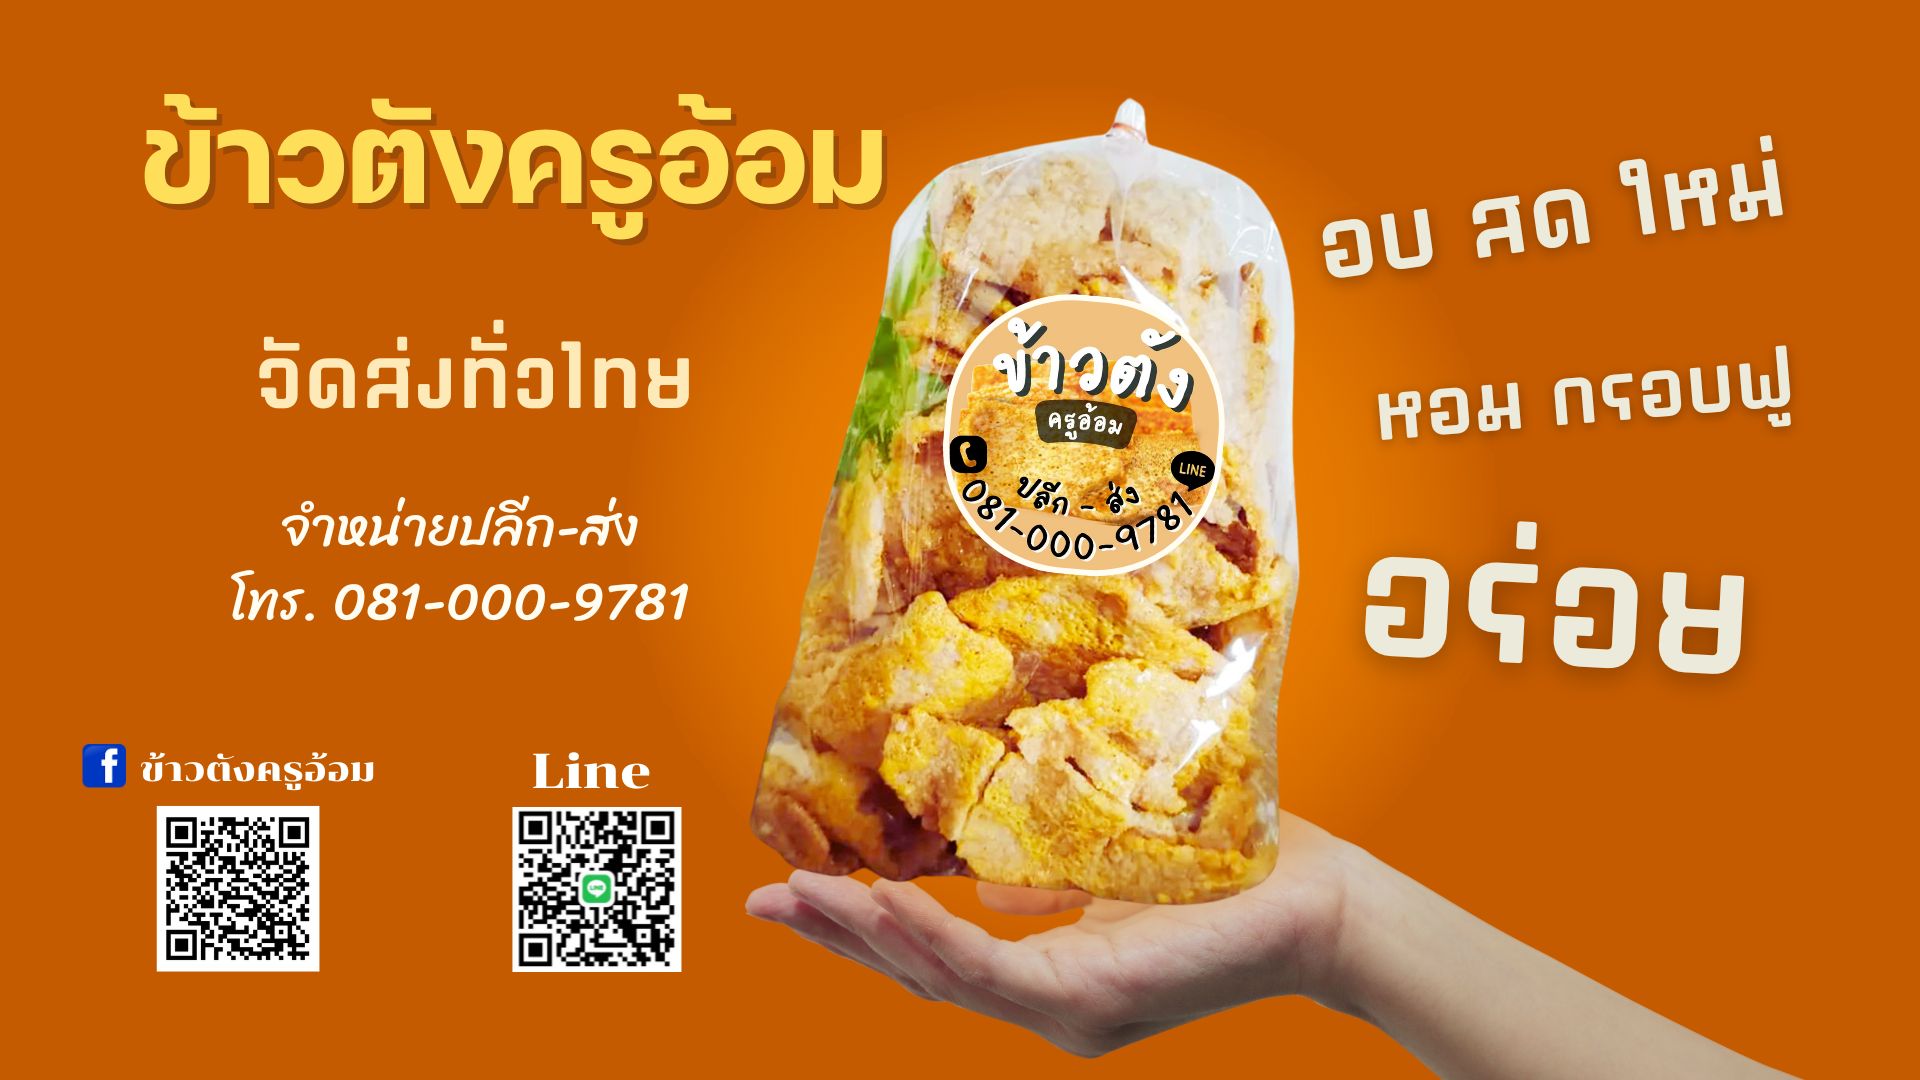 ข้าวตังครูอ้อม
จัดส่งทั่วไทย
จำหน่ายปลีก-ส่ง
โทร. 081-000-9781
ข้าวตังครูอ้อม
Line
LINE
ข้าวตัง
ครูอ้อม
LINE
ปลีก - ส่ง
081-000-9781
อบ สด ใหม่
หอม กรอบฟู
อร่อย